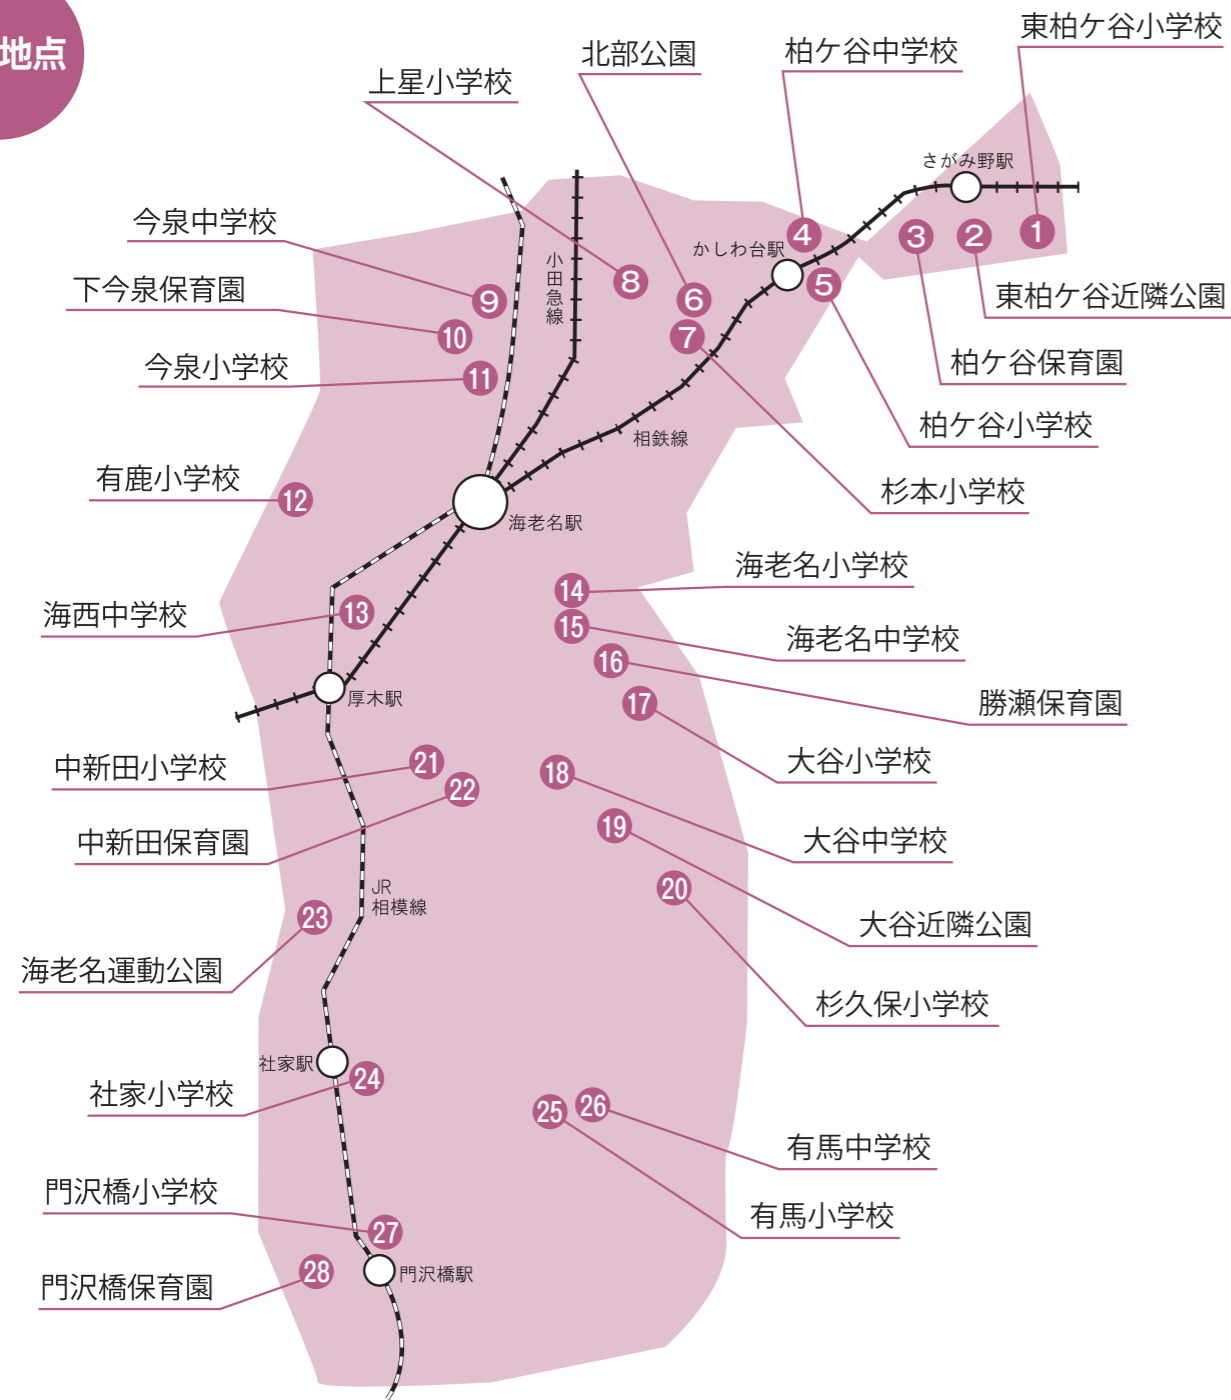 地点
東柏ケ谷小学校
柏ケ谷中学校
北部公園
上星小学校
さがみ野駅
今泉中学校
かしわ台駅
小田急線
下今泉保育園
東柏ケ谷近隣公園
今泉小学校
柏ケ谷保育園
柏ケ谷小学校
相鉄線
有鹿小学校
杉本小学校
海老名駅
海老名小学校
海西中学校
海老名中学校
厚木駅
勝瀬保育園
中新田小学校
大谷小学校
中新田保育園
大谷中学校
JR
相模線
大谷近隣公園
海老名運動公園
杉久保小学校
社家駅
社家小学校
有馬中学校
門沢橋小学校
有馬小学校
門沢橋駅
門沢橋保育園
1
2
3
4
5
6
7
8
9
10
11
12
13
14
15
16
17
18
19
20
21
22
23
24
25
26
27
28